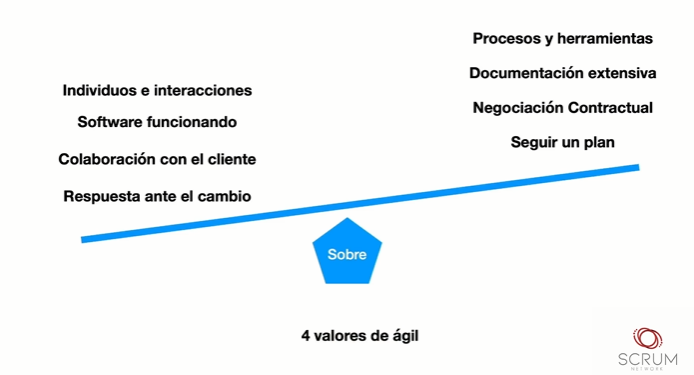 Individuos e interacciones
Software funcionando
Colaboración con el cliente
Respuesta ante el cambio
Procesos y herramientas
Documentación extensiva
Negociación Contractual
Seguir un plan
Sobre
4 valores de ágil
SCRUM
NETWORK